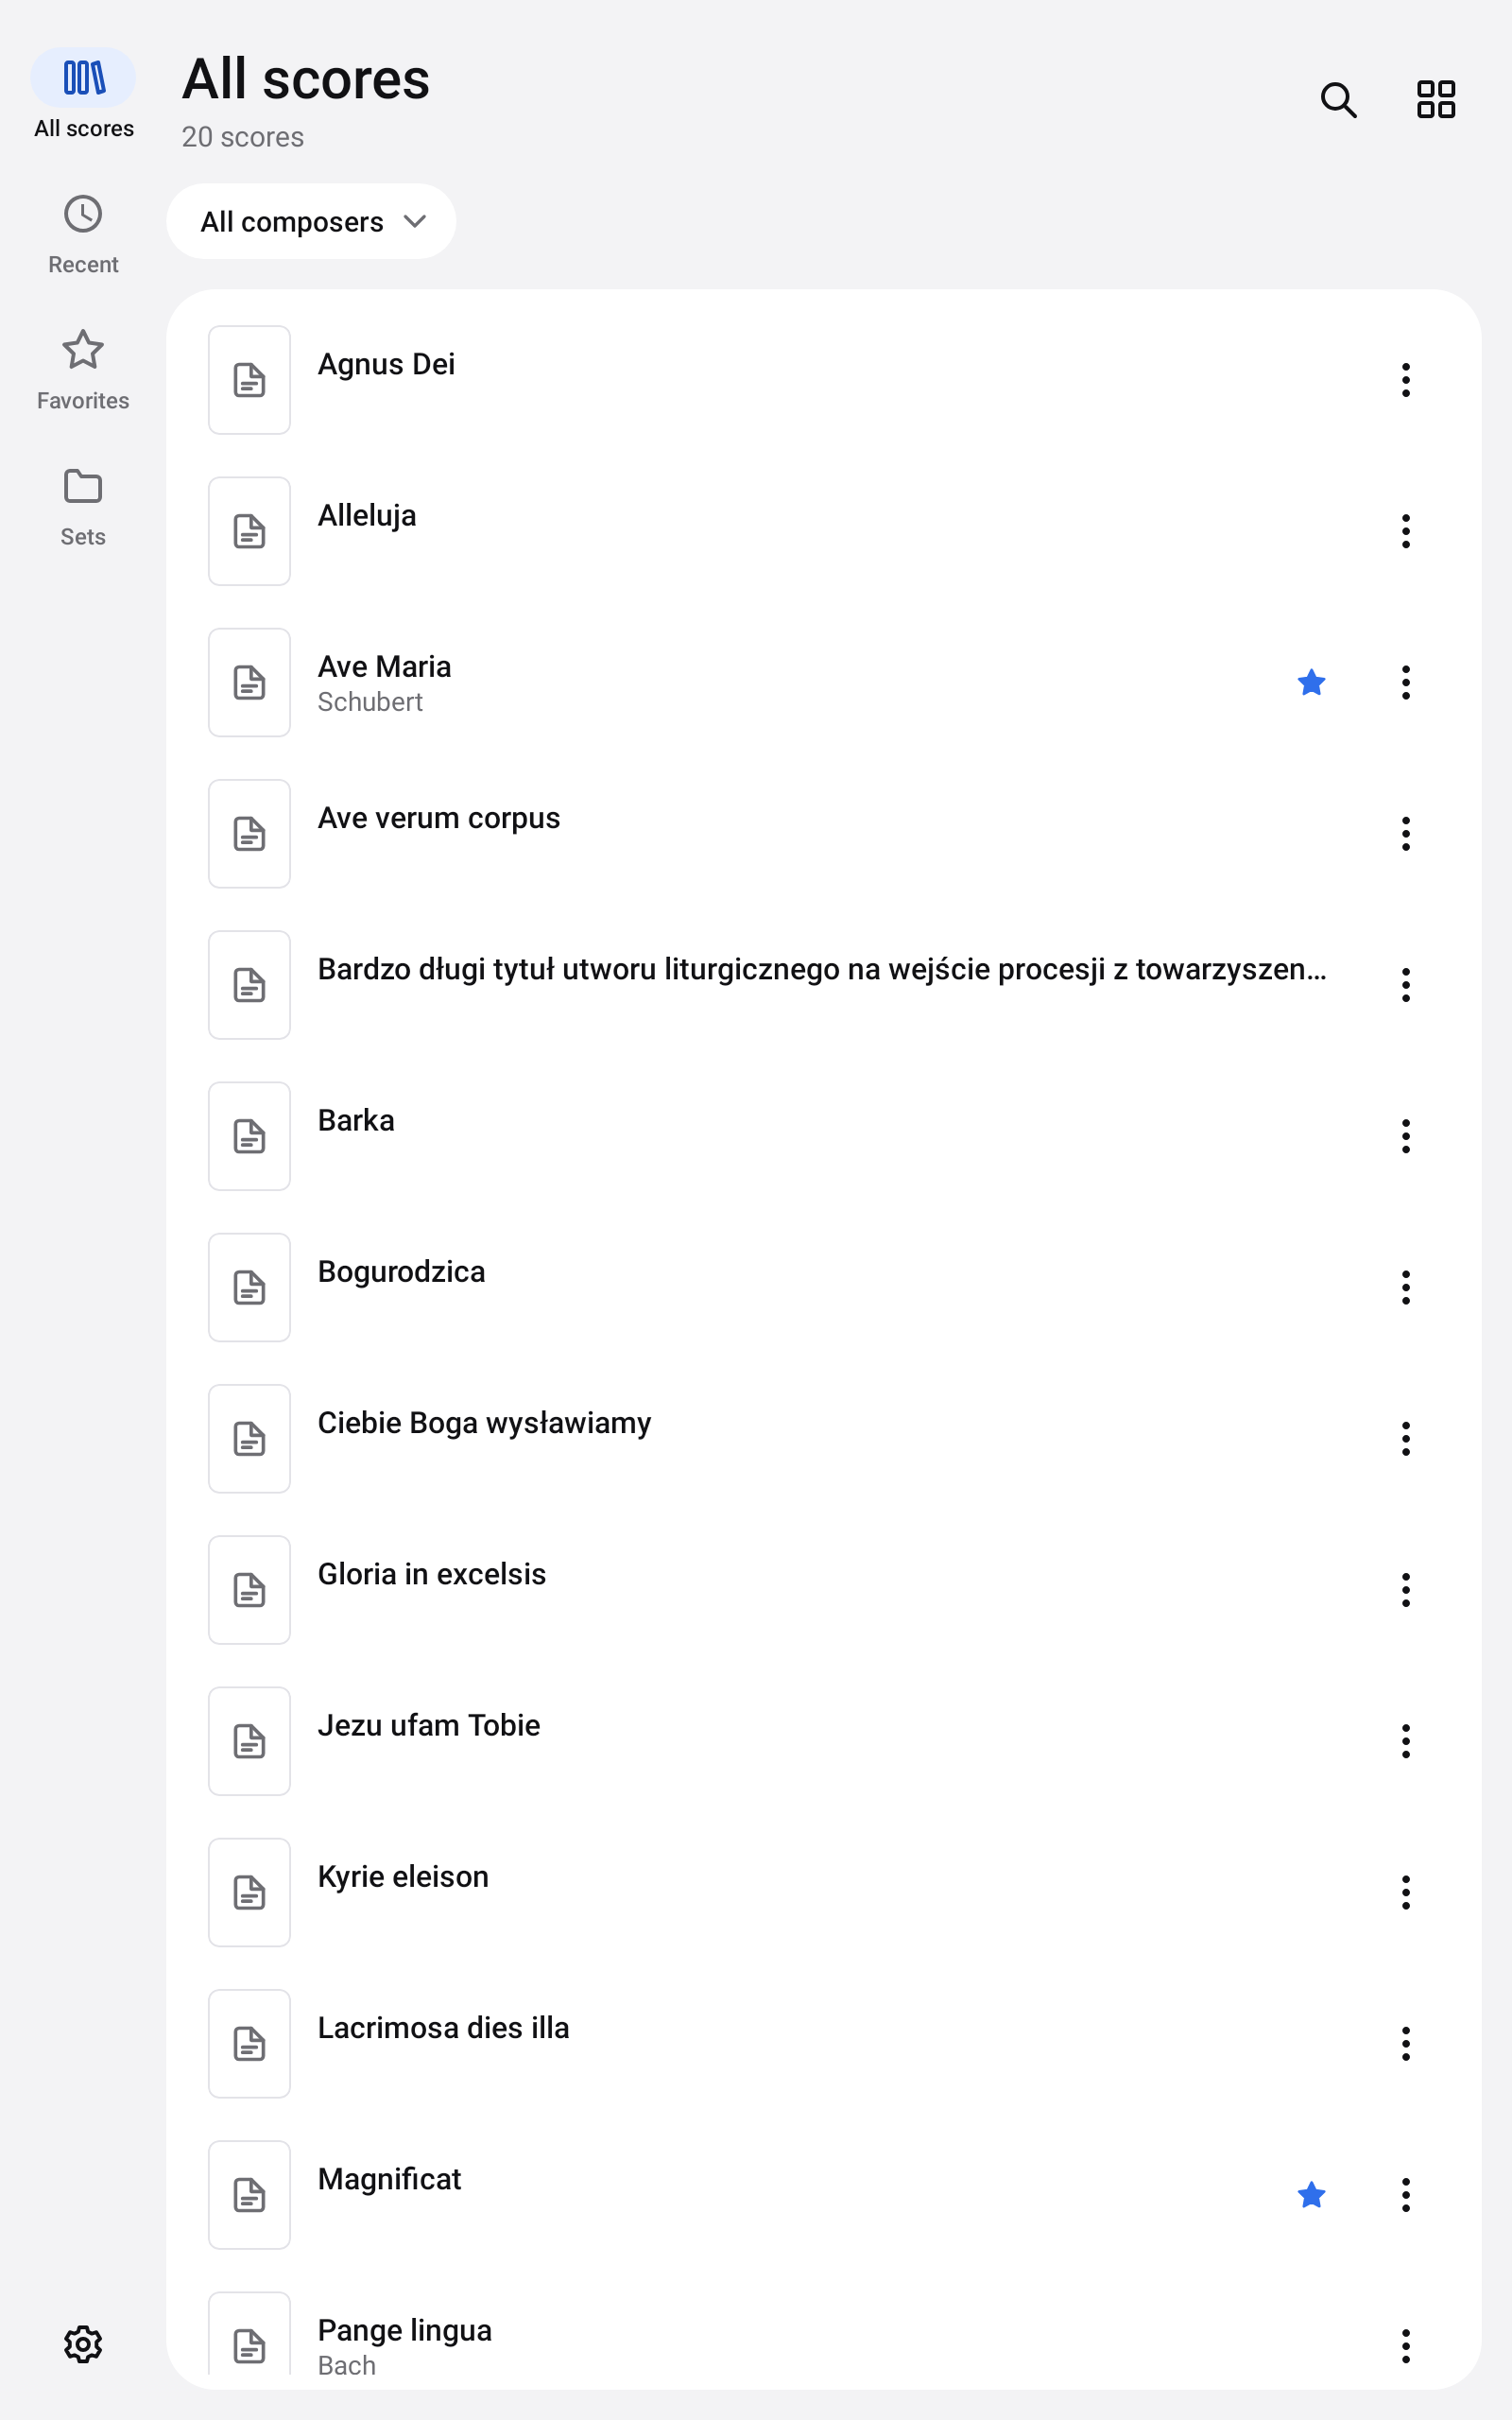 All scores
20 scores
All scores
Recent
Favorites
Sets
All composers
Agnus Dei
Alleluja
Ave Maria
Schubert
Ave verum corpus
Bardzo długi tytuł utworu liturgicznego na wejście procesji z towarzyszen...
Barka
Bogurodzica
Ciebie Boga wysławiamy
Gloria in excelsis
Jezu ufam Tobie
Kyrie eleison
Lacrimosa dies illa
Magnificat
Pange lingua
Bach